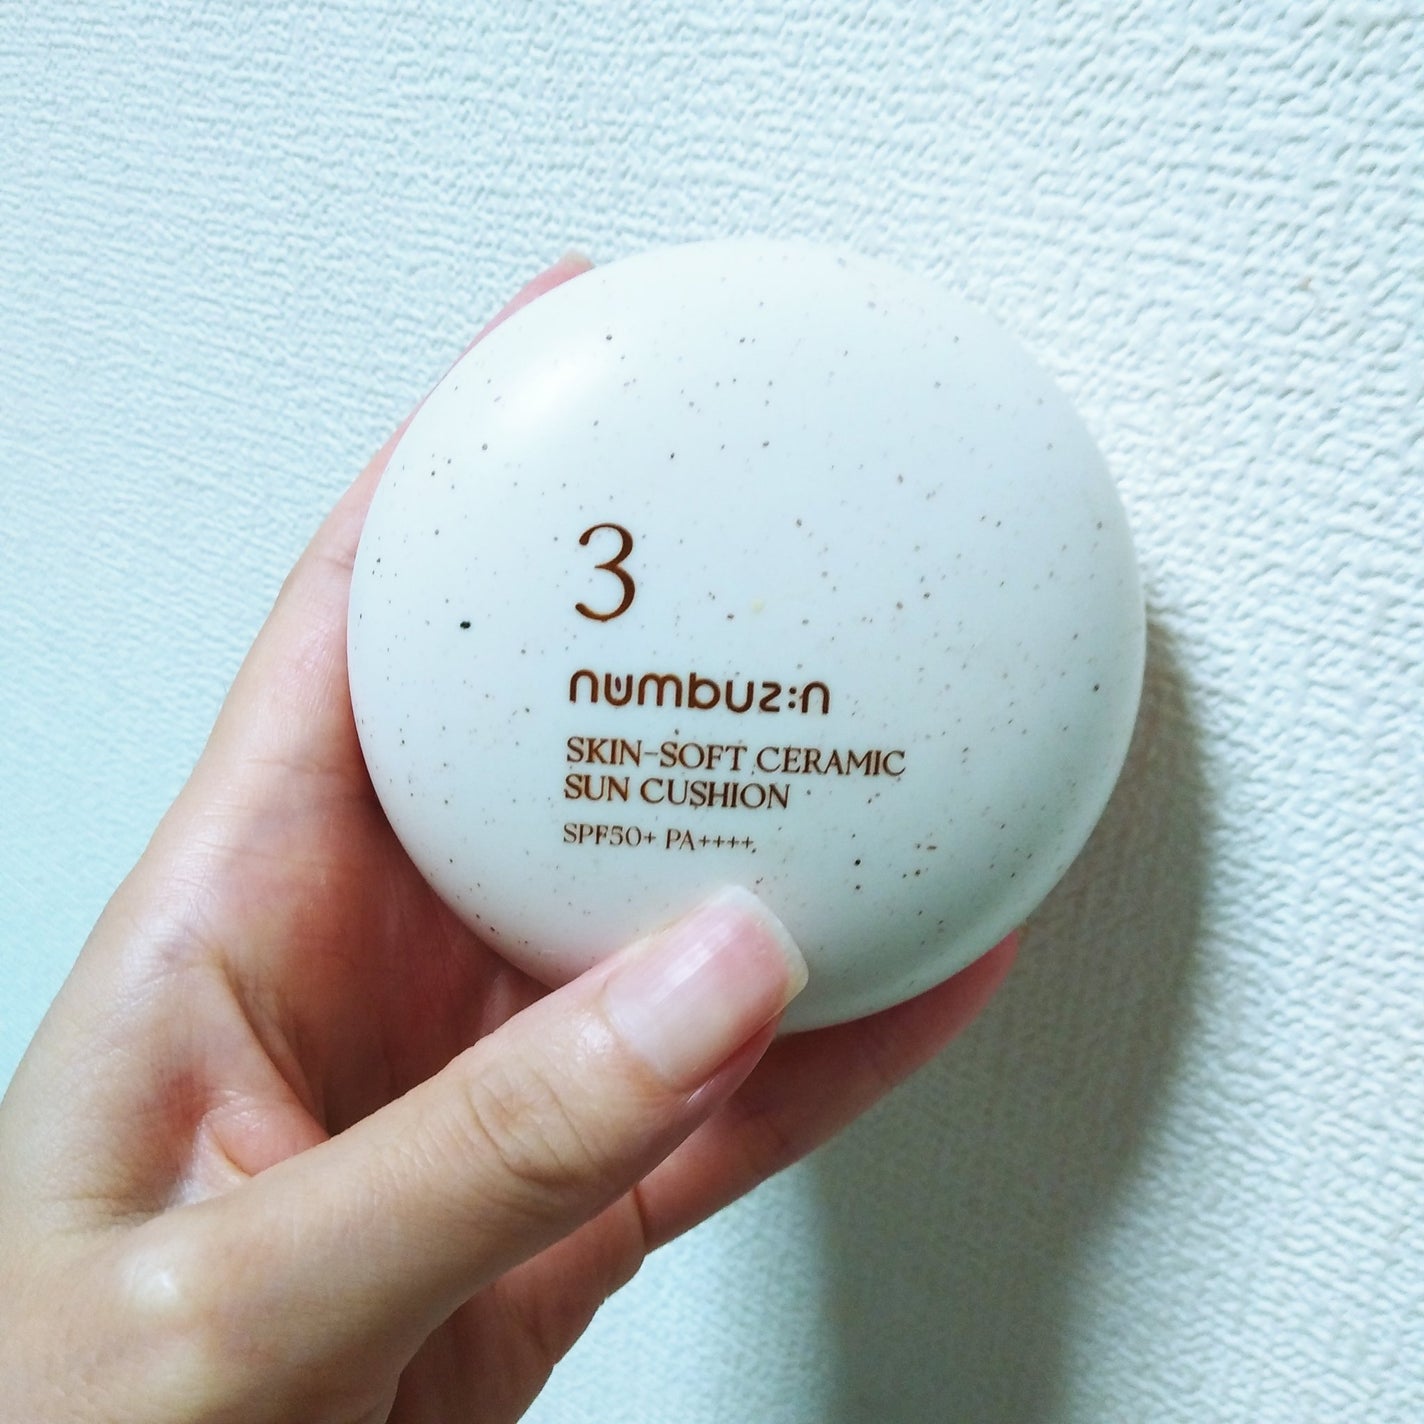 3
numbuz:n
SKIN-SOFT CERAMIC
SUN CUSHION
SPF50+ PA++++